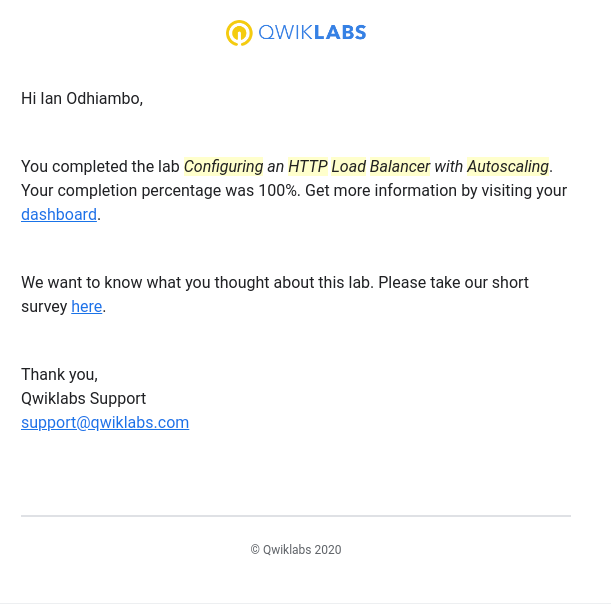 QWIKLABS
Hi Ian Odhiambo,
You completed the lab Configuring an HTTP Load Balancer with Autoscaling.
Your completion percentage was 100%. Get more information by visiting your
dashboard.
We want to know what you thought about this lab. Please take our short
survey here.
Thank you,
Qwiklabs Support
support@qwiklabs.com
© Qwiklabs 2020